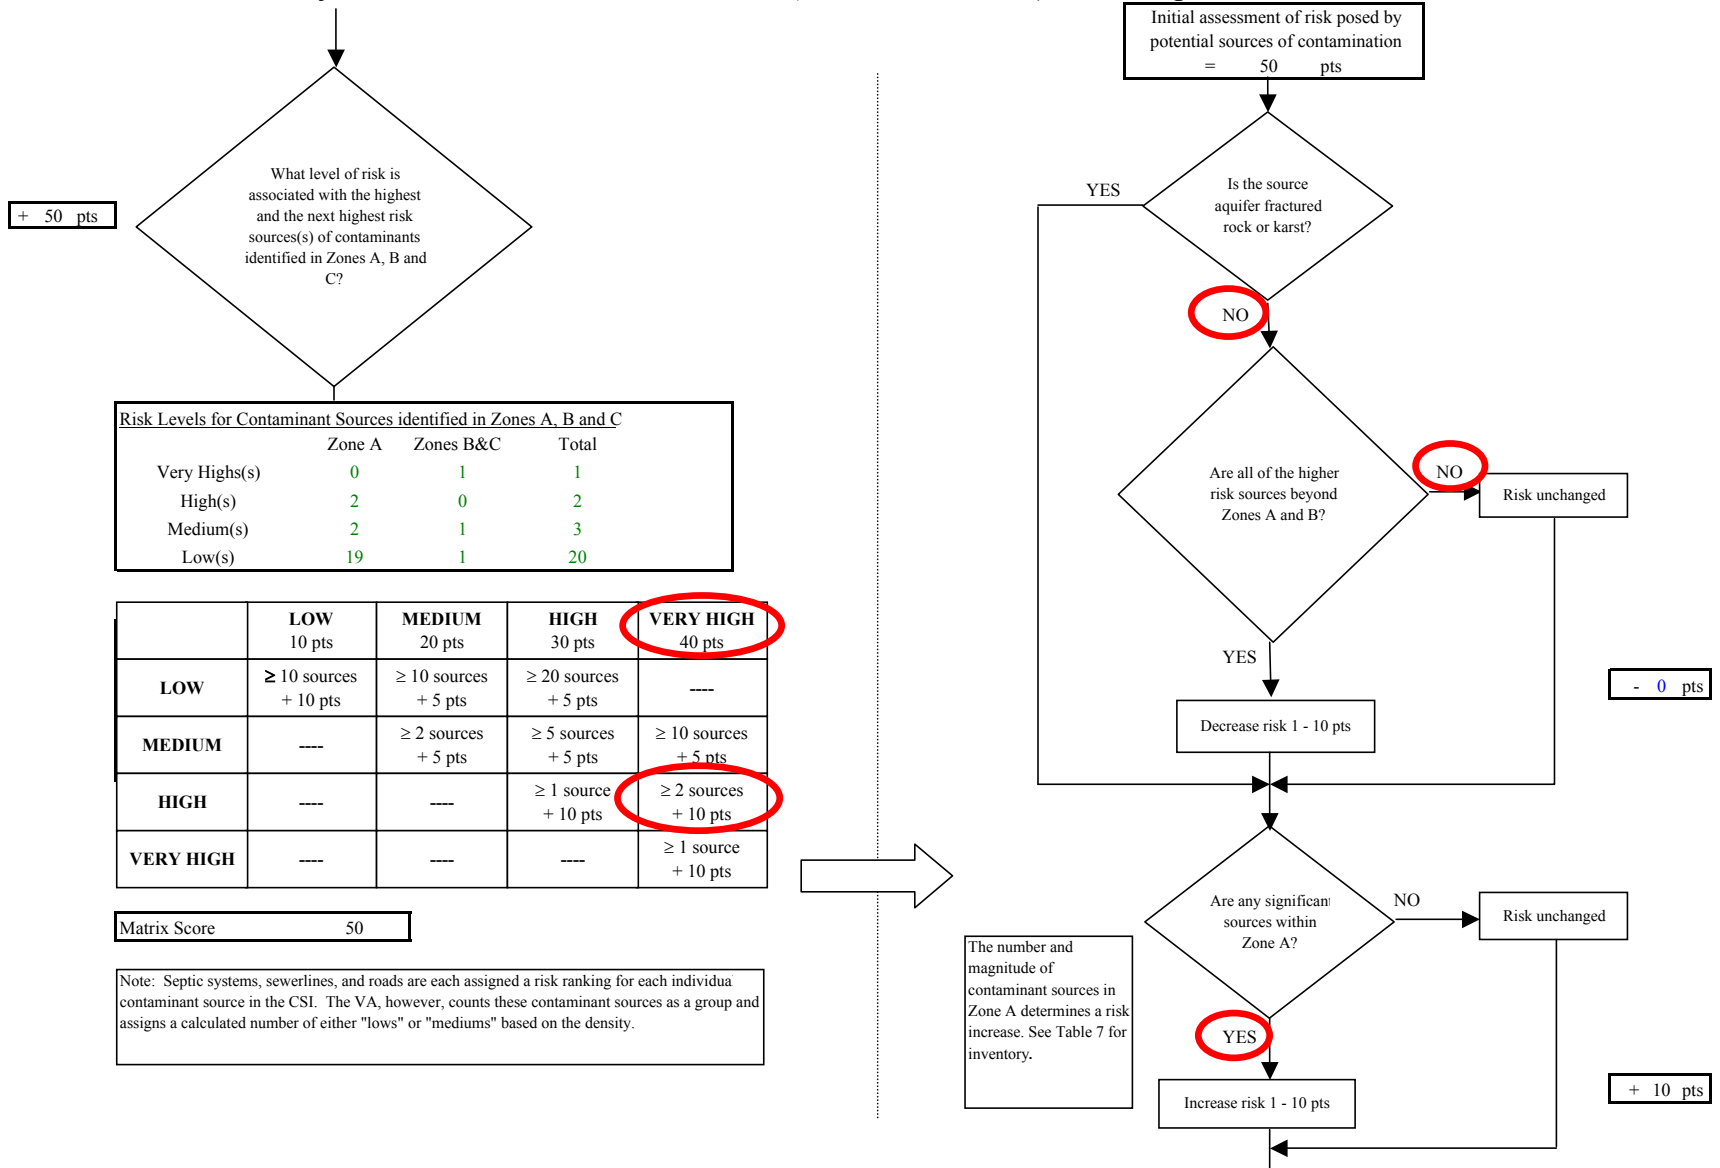 + 50 pts
What level of risk is
associated with the highest
and the next highest risk
sources(s) of contaminants
identified in Zones A, B and
C?
Risk Levels for Contaminant Sources identified in Zones A, B and C
Zone A Zones B&C Total
Very Highs(s) 0 1 1
High(s) 2 0 2
Medium(s) 2 1 3
Low(s) 19 1 20
LOW MEDIUM HIGH VERY HIGH
10 pts 20 pts 30 pts 40 pts
LOW ≥ 10 sources ≥ 10 sources ≥ 20 sources ----
+ 10 pts + 5 pts + 5 pts
MEDIUM ---- ≥ 2 sources ≥ 5 sources ≥ 10 sources
+ 5 pts + 5 pts + 5 pts
HIGH ---- ---- ≥ 1 source ≥ 2 sources
+ 10 pts + 10 pts
VERY HIGH ---- ---- ---- ≥ 1 source
+ 10 pts
Matrix Score 50
Note: Septic systems, sewerlines, and roads are each assigned a risk ranking for each individua
contaminant source in the CSI. The VA, however, counts these contaminant sources as a group and
assigns a calculated number of either "lows" or "mediums" based on the density.
Initial assessment of risk posed by
potential sources of contamination
= 50 pts
YES
Is the source
aquifer fractured
rock or karst?
NO
Are all of the higher
risk sources beyond
Zones A and B?
NO
Risk unchanged
YES
- 0 pts
Decrease risk 1 - 10 pts
Are any significant
sources within
Zone A?
NO
Risk unchanged
The number and
magnitude of
contaminant sources in
Zone A determines a risk
increase. See Table 7 for
inventory.
YES
+ 10 pts
Increase risk 1 - 10 pts